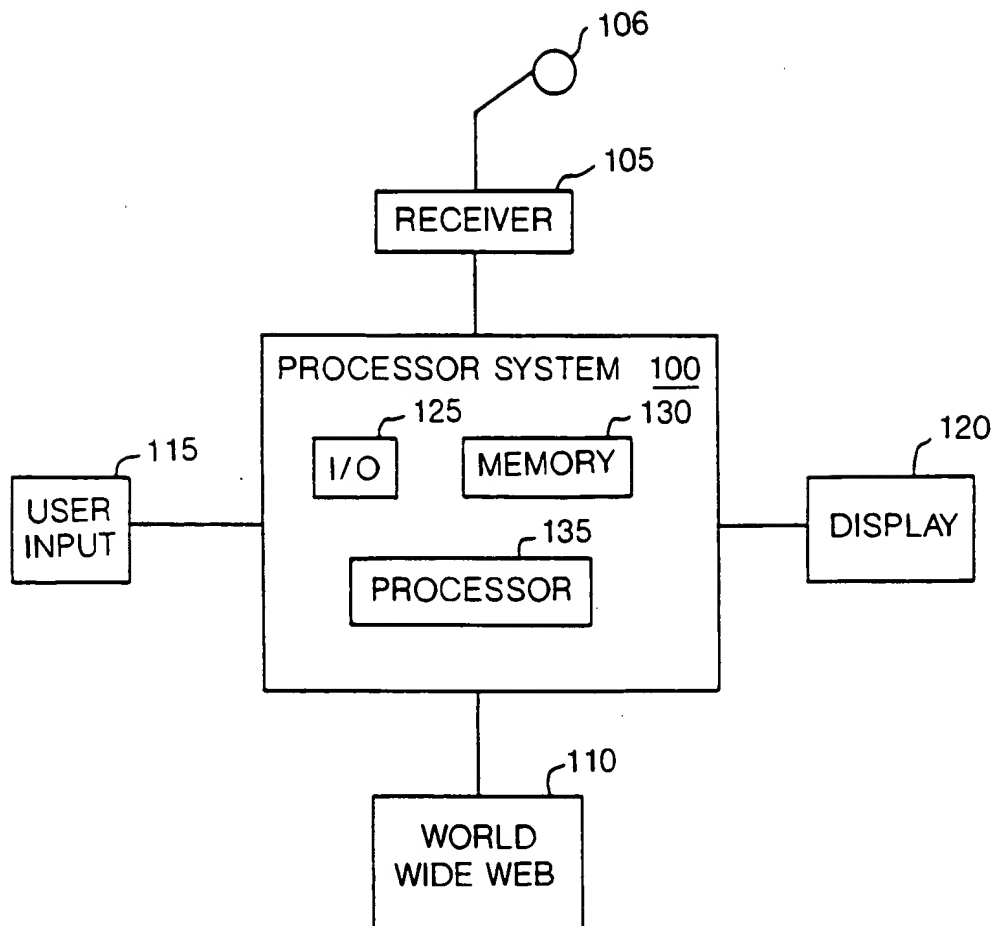 106
105
RECEIVER
PROCESSOR SYSTEM 100
125
130
I/O
MEMORY
115
120
USER
INPUT
DISPLAY
135
PROCESSOR
110
WORLD
WIDE WEB